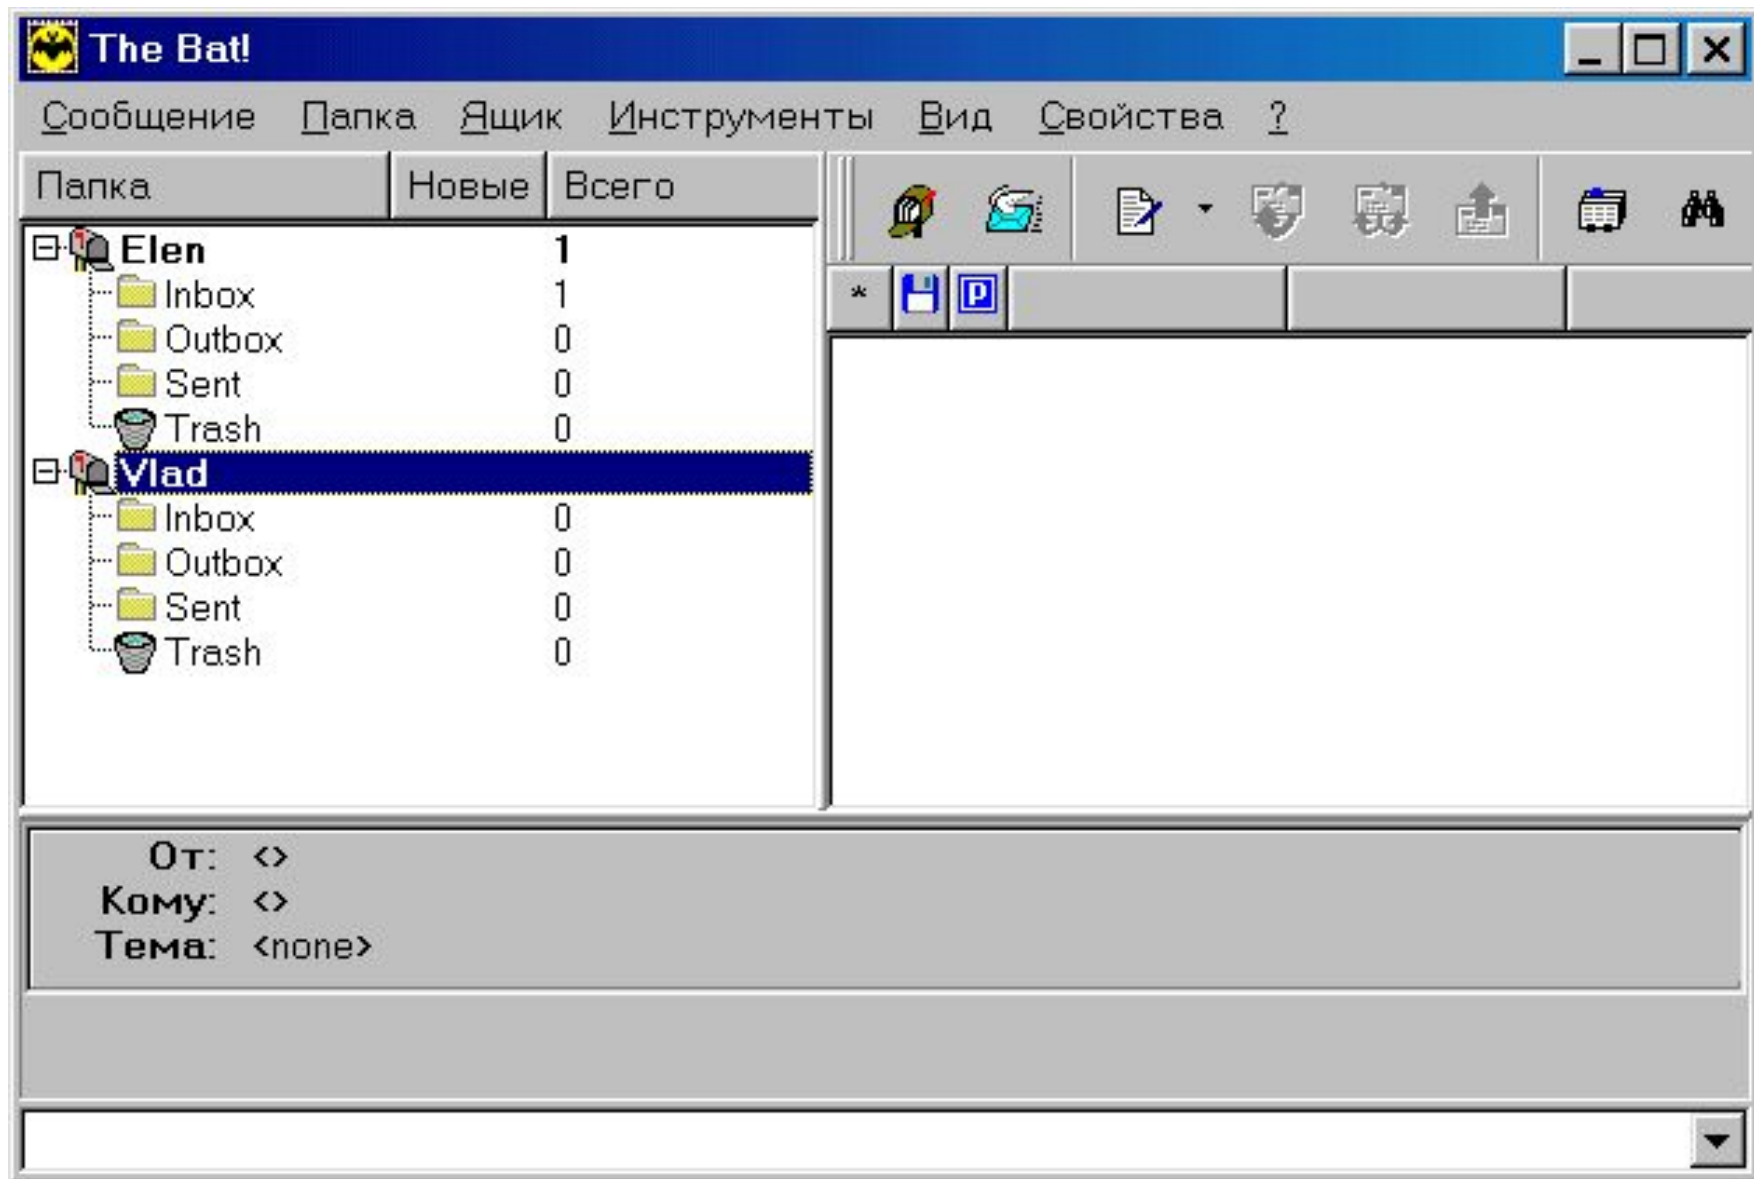 The Bat!
Сообщение Папка Ящик Инструменты Вид Свойства ?
Папка Новые Всего
Elen 1
Inbox 1
Outbox 0
Sent 0
Trash 0
Vlad
Inbox 0
Outbox 0
Sent 0
Trash 0
* P
От: <>
Кому: <>
Тема: <none>